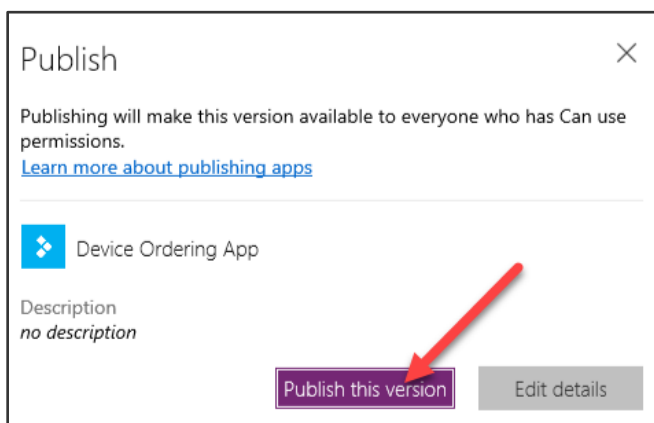 Publish
Publishing will make this version available to everyone who has Can use
permissions.
Learn more about publishing apps
Device Ordering App
Description
no description
Publish this version
Edit details